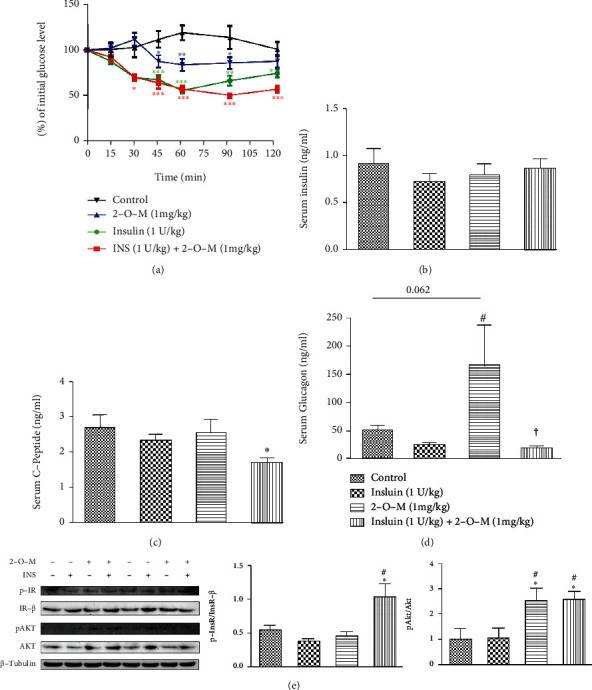 150
100
50
0
(%) of initial glucose level
0 15 30 45 60 75 90 105 120
Time (min)
* ** *
*** *** ** *
* *** *** *** ***
Control
2–O–M (1mg/kg)
Insulin (1 U/kg)
INS (1 U/kg) + 2–O–M (1mg/kg)
(a)
1.5
1.0
0.5
0.0
Serum insulin (ng/ml)
(b)
4
3
2
1
0
Serum C–Peptide (ng/ml)
*
(c)
0.062
250
200
150
100
50
0
Serum Glucagon (ng/ml)
#
†
Control
Insluin (1 U/kg)
2–O–M (1mg/kg)
Insluin (1 U/kg) + 2–O–M (1mg/kg)
(d)
2–O–M – – + + – – + +
INS – + – + – + – +
p–IR
IR–β
pAKT
AKT
β–Tubulin
1.5
1.0
0.5
0.0
p–InsR/InsR–β
#
*
4
3
2
1
0
pAkt/Akt
# #
* *
(e)